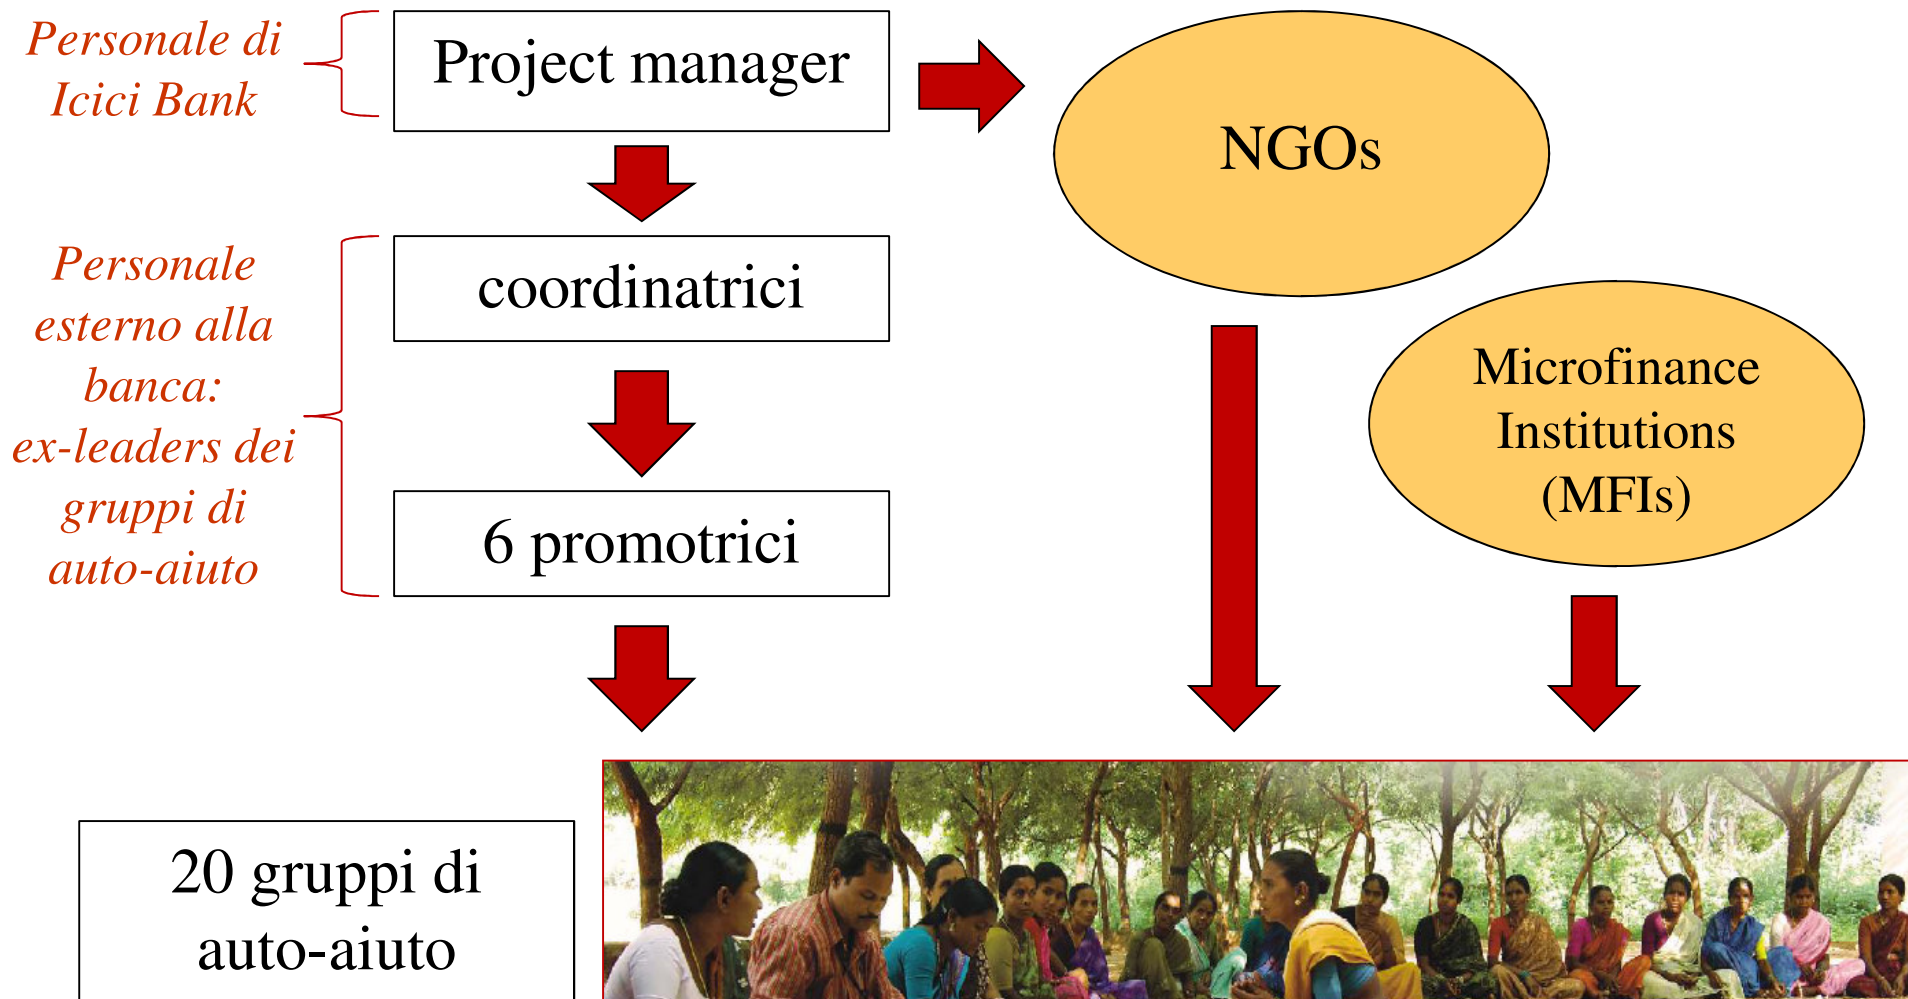 Personale di
Icici Bank
Project manager
NGOs
Personale
esterno alla
banca:
ex-leaders dei
gruppi di
auto-aiuto
coordinatrici
Microfinance
Institutions
(MFIs)
6 promotrici
20 gruppi di
auto-aiuto